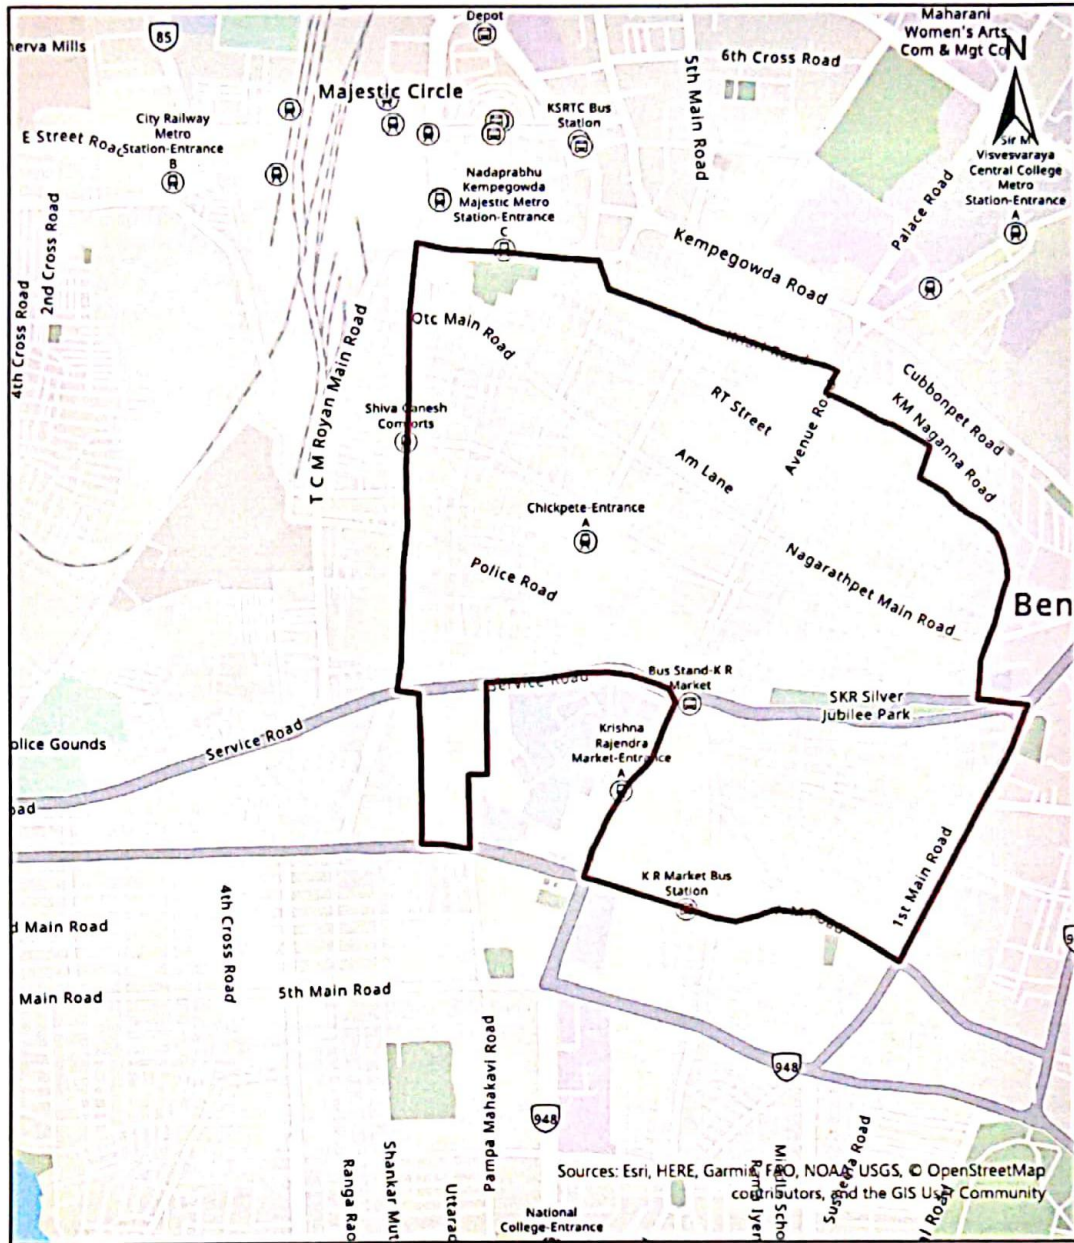 Depot
Maharani
Women's Arts
Com & Mgt Co
85
6th Cross Road
5th Main Road
N
Majestic Circle
City Railway
Metro
Station-Entrance
B
E Street Road
KSRTC Bus
Station
Nadaprabhu
Kempegowda
Majestic Metro
Station-Entrance
C
Sir M
Visvesvaraya
Central College
Metro
Station-Entrance
A
Palace Road
2nd Cross Road
4th Cross Road
Kempegowda Road
Otc Main Road
T C M Royan Main Road
Cubbonpet Road
KM Naganna Road
RT Street
Avenue Road
Shiva Ganesh
Comforts
Am Lane
Chickpete-Entrance
A
Nagarathpet Main Road
Police Road
Ben
Service Road
Bus Stand-K R
Market
SKR Silver
Jubilee Park
Service Road
Krishna
Rajendra
Market-Entrance
A
olice Gounds
oad
K R Market Bus
Station
1st Main Road
4th Cross Road
d Main Road
Main Road
5th Main Road
Pampa Mahakavi Road
948
948
Shankar Mut
Ranga Rao
Uttarad
National
College-Entrance
Sources: Esri, HERE, Garmin, FAO, NOAA, USGS, © OpenStreetMap
contributors, and the GIS User Community